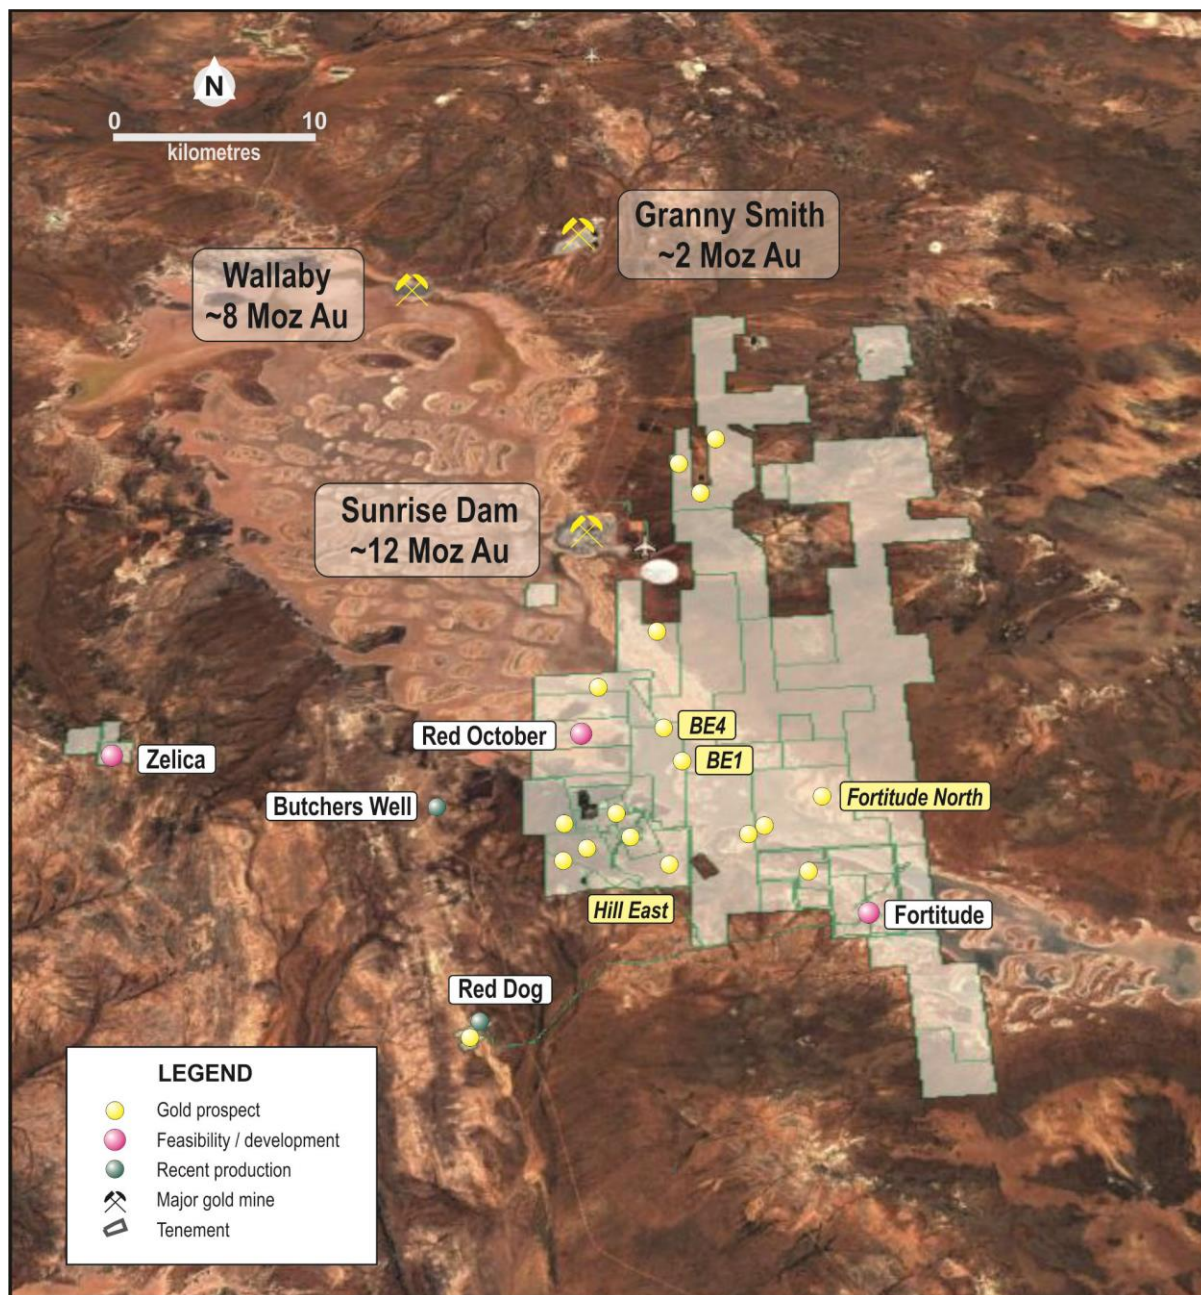 N
0 10
kilometres
Granny Smith
~2 Moz Au
Wallaby
~8 Moz Au
Sunrise Dam
~12 Moz Au
Red October
BE4
BE1
Zelica
Butchers Well
Fortitude North
Hill East
Fortitude
Red Dog
LEGEND
Gold prospect
Feasibility / development
Recent production
Major gold mine
Tenement